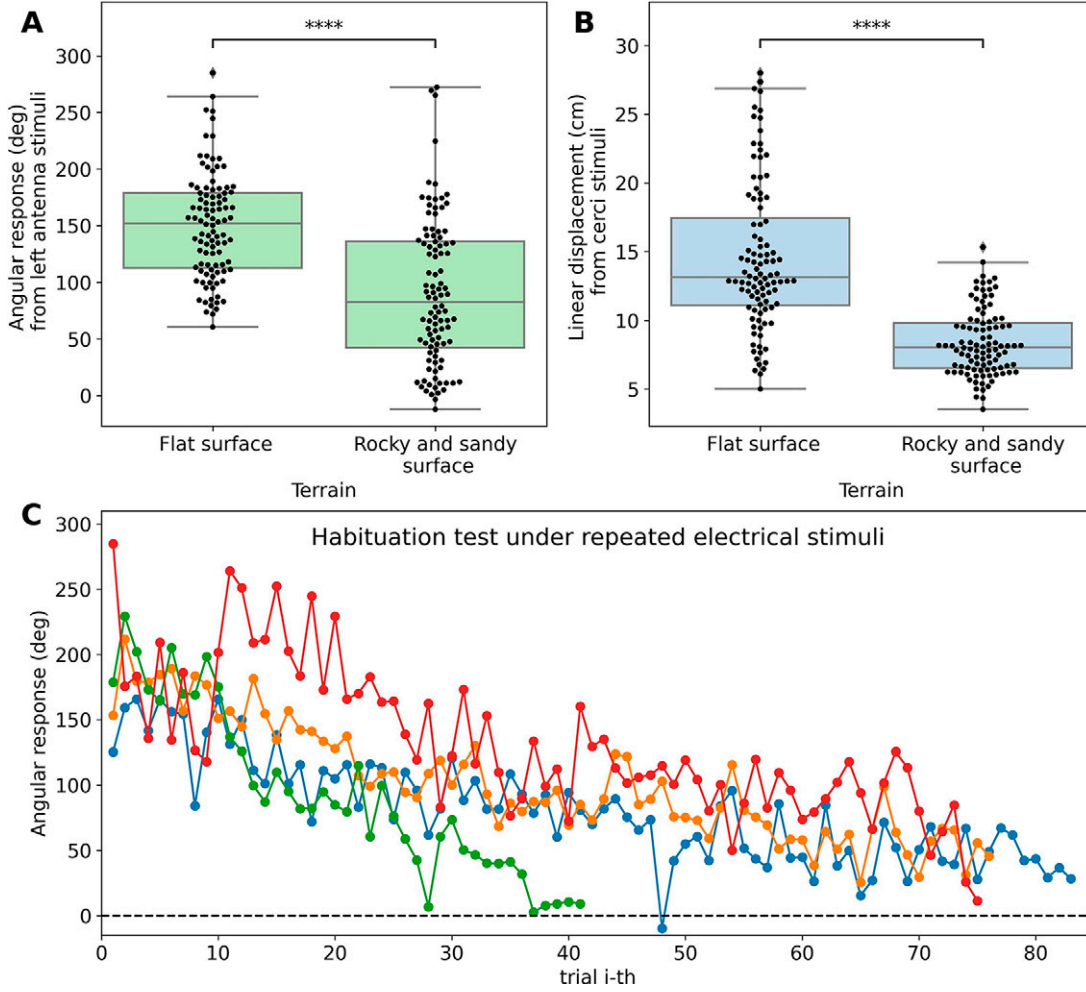 A
****
300
250
200
150
100
50
0
Angular response (deg)
from left antenna stimuli
Flat surface
Rocky and sandy
surface
Terrain
B
****
30
25
20
15
10
5
Linear displacement (cm)
from cerci stimuli
Flat surface
Rocky and sandy
surface
Terrain
C
Habituation test under repeated electrical stimuli
300
250
200
150
100
50
0
Angular response (deg)
0 10 20 30 40 50 60 70 80
trial i-th